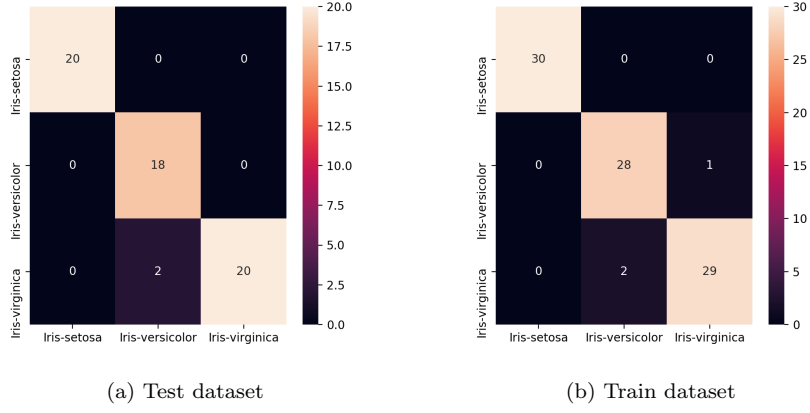 Iris-setosa
Iris-versicolor
Iris-virginica
20 0 0
0 18 0
0 2 20
Iris-setosa Iris-versicolor Iris-virginica
20.0
17.5
15.0
12.5
10.0
7.5
5.0
2.5
0.0
(a) Test dataset
Iris-setosa
Iris-versicolor
Iris-virginica
30 0 0
0 28 1
0 2 29
Iris-setosa Iris-versicolor Iris-virginica
30
25
20
15
10
5
0
(b) Train dataset